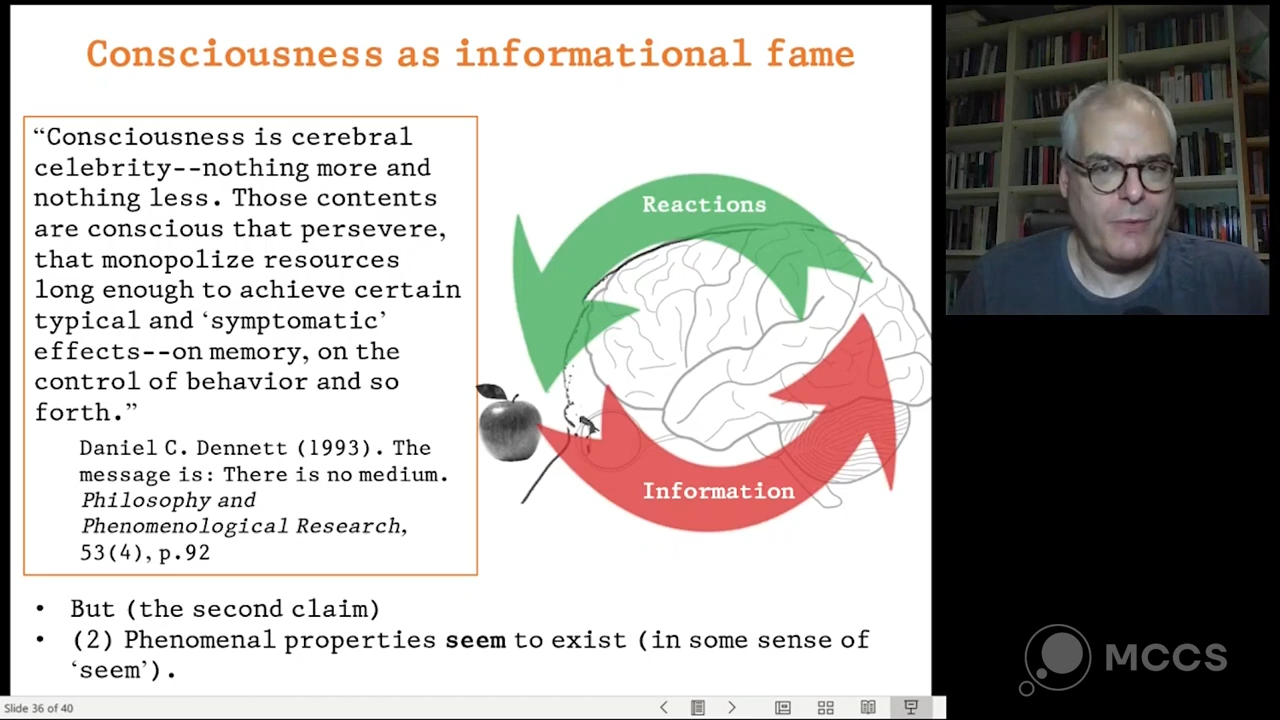 Consciousness as informational fame
“Consciousness is cerebral
celebrity--nothing more and
nothing less. Those contents
are conscious that persevere,
that monopolize resources
long enough to achieve certain
typical and ‘symptomatic’
effects--on memory, on the
control of behavior and so
forth.”
Daniel C. Dennett (1993). The
message is: There is no medium.
Philosophy and
Phenomenological Research,
53(4), p.92
Reactions
Information
• But (the second claim)
• (2) Phenomenal properties seem to exist (in some sense of
‘seem’).
Slide 36 of 40
MCCS